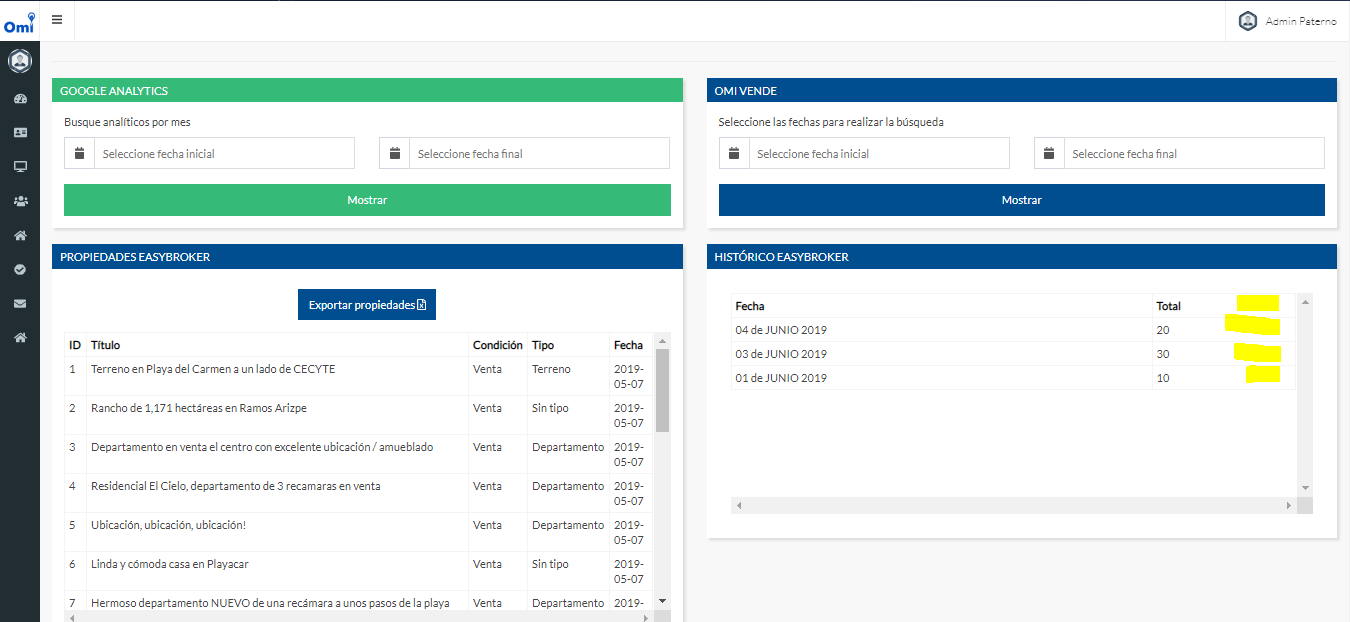 Omi
Admin Paterno
GOOGLE ANALYTICS
Busque analíticos por mes
Seleccione fecha inicial
Seleccione fecha final
Mostrar
OMI VENDE
Seleccione las fechas para realizar la búsqueda
Seleccione fecha inicial
Seleccione fecha final
Mostrar
PROPIEDADES EASYBROKER
Exportar propiedades
ID Título Condición Tipo Fecha
1 Terreno en Playa del Carmen a un lado de CECYTE Venta Terreno 2019-
05-07
2 Rancho de 1,171 hectáreas en Ramos Arizpe Venta Sin tipo 2019-
05-07
3 Departamento en venta el centro con excelente ubicación / amueblado Venta Departamento 2019-
05-07
4 Residencial El Cielo, departamento de 3 recamaras en venta Venta Departamento 2019-
05-07
5 Ubicación, ubicación, ubicación! Venta Departamento 2019-
05-07
6 Linda y cómoda casa en Playacar Venta Sin tipo 2019-
05-07
7 Hermoso departamento NUEVO de una recámara a unos pasos de la playa Venta Departamento 2019-
HISTÓRICO EASYBROKER
Fecha Total
04 de JUNIO 2019 20
03 de JUNIO 2019 30
01 de JUNIO 2019 10